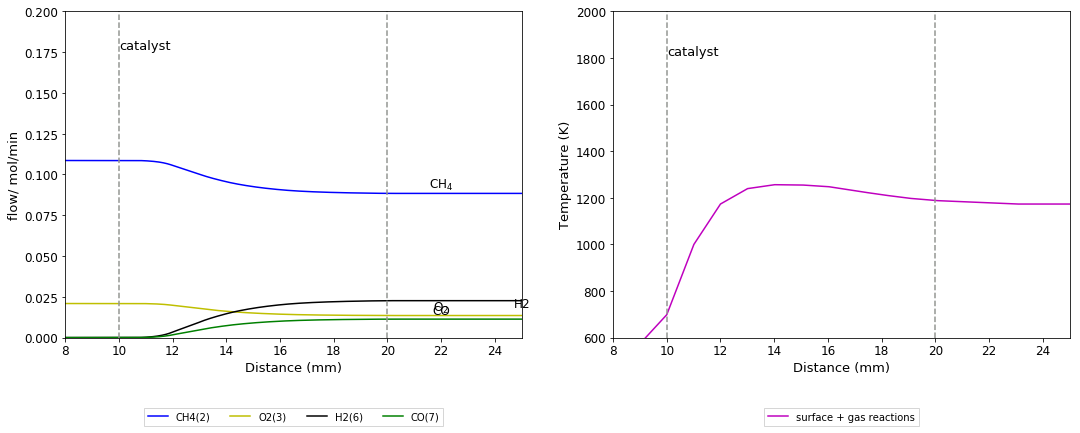 0.200
0.175
0.150
0.125
0.100
0.075
0.050
0.025
0.000
flow/ mol/min
catalyst
CH₄
O₂
CO
H2
8 10 12 14 16 18 20 22 24
Distance (mm)
CH4(2) O2(3) H2(6) CO(7)
2000
1800
1600
1400
1200
1000
800
600
Temperature (K)
catalyst
8 10 12 14 16 18 20 22 24
Distance (mm)
surface + gas reactions